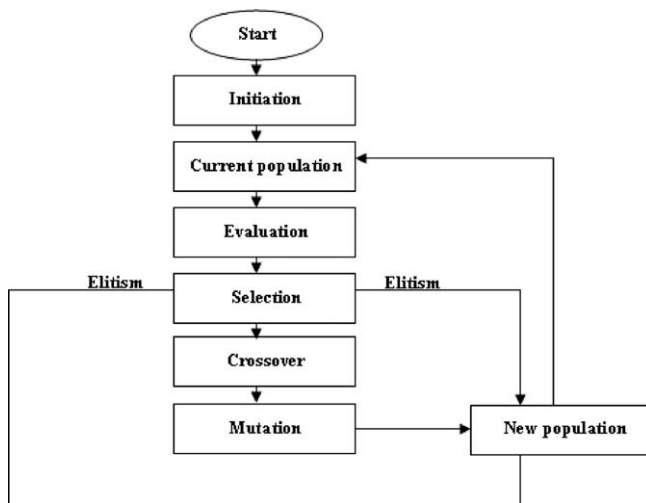 Start
Initiation
Current population
Evaluation
Elitism
Elitism
Selection
Crossover
Mutation
New population